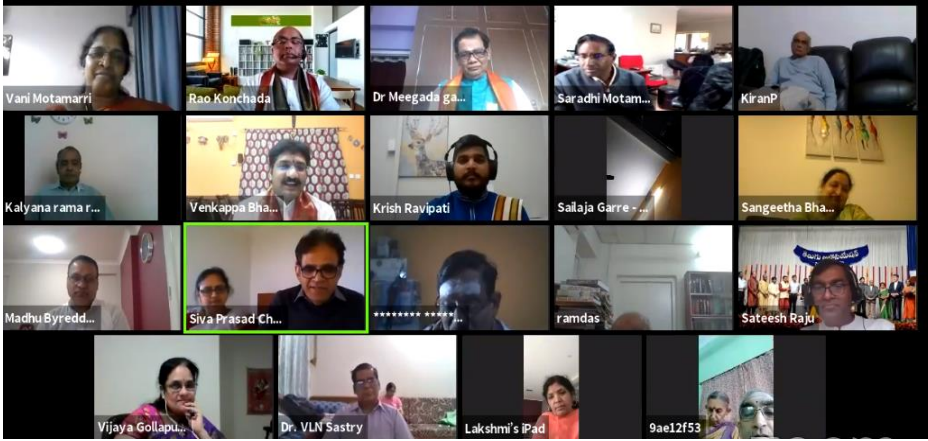 Vani Motamarri
Rao Konchada
Dr Meegada ga...
Saradhi Motam...
KiranP
Kalyana rama r...
Venkappa Bha...
Krish Ravipati
Sailaja Garre - ...
Sangeetha Bha...
Madhu Byredd...
Siva Prasad Ch...
******** *****...
ramdas
Sateesh Raju
Vijaya Gollapu...
Dr. VLN Sastry
Lakshmi's iPad
9ae12f53